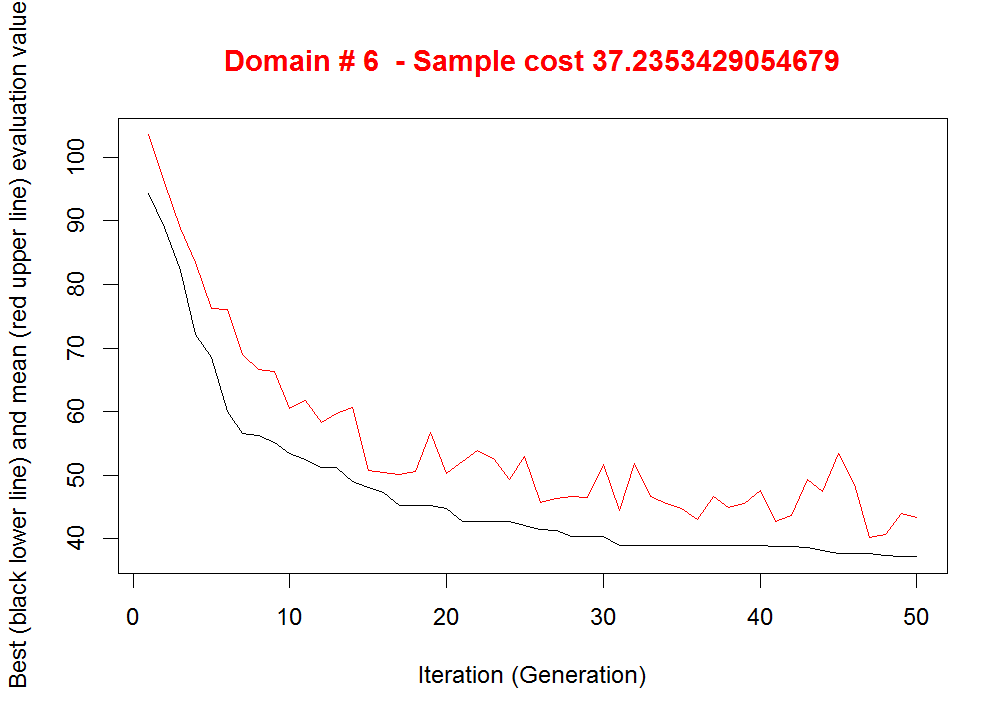 Domain # 6  - Sample cost 37.2353429054679
Best (black lower line) and mean (red upper line) evaluation value
100
90
80
70
60
50
40
0 10 20 30 40 50
Iteration (Generation)